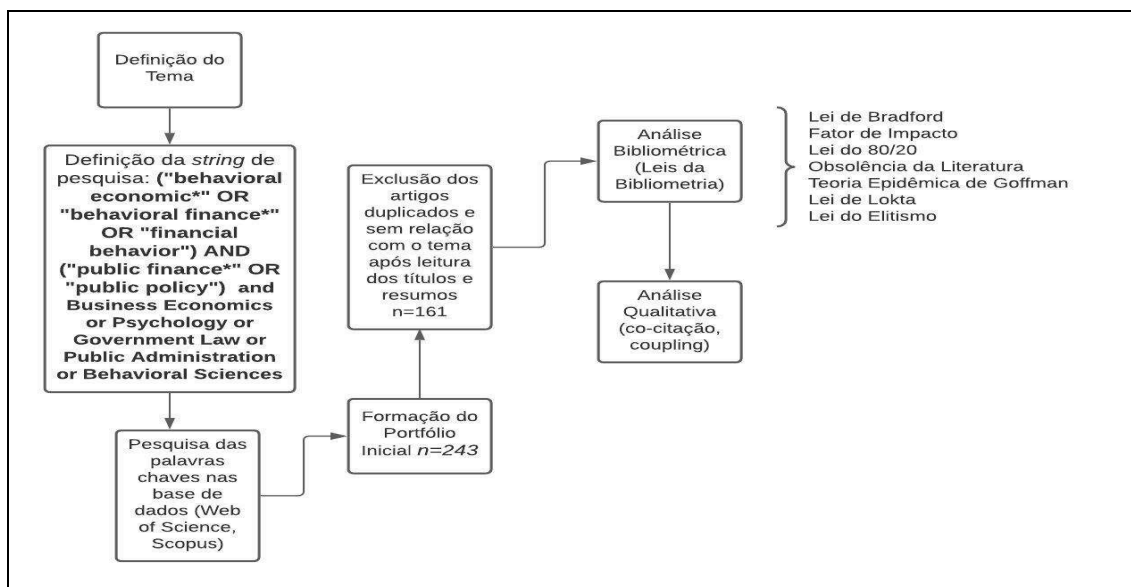 Definição do
Tema
Definição da string de
pesquisa: ("behavioral
economic*" OR
"behavioral finance*"
OR "financial
behavior") AND
("public finance*" OR
"public policy") and
Business Economics
or Psychology or
Government Law or
Public Administration
or Behavioral Sciences
Pesquisa das
palavras
chaves nas
base de
dados (Web
of Science,
Scopus)
Formação do
Portfólio
Inicial n=243
Exclusão dos
artigos
duplicados e
sem relação
com o tema
após leitura
dos títulos e
resumos
n=161
Análise
Bibliométrica
(Leis da
Bibliometria)
Lei de Bradford
Fator de Impacto
Lei do 80/20
Obsolência da Literatura
Teoria Epidêmica de Goffman
Lei de Lokta
Lei do Elitismo
Análise
Qualitativa
(co-citação,
coupling)